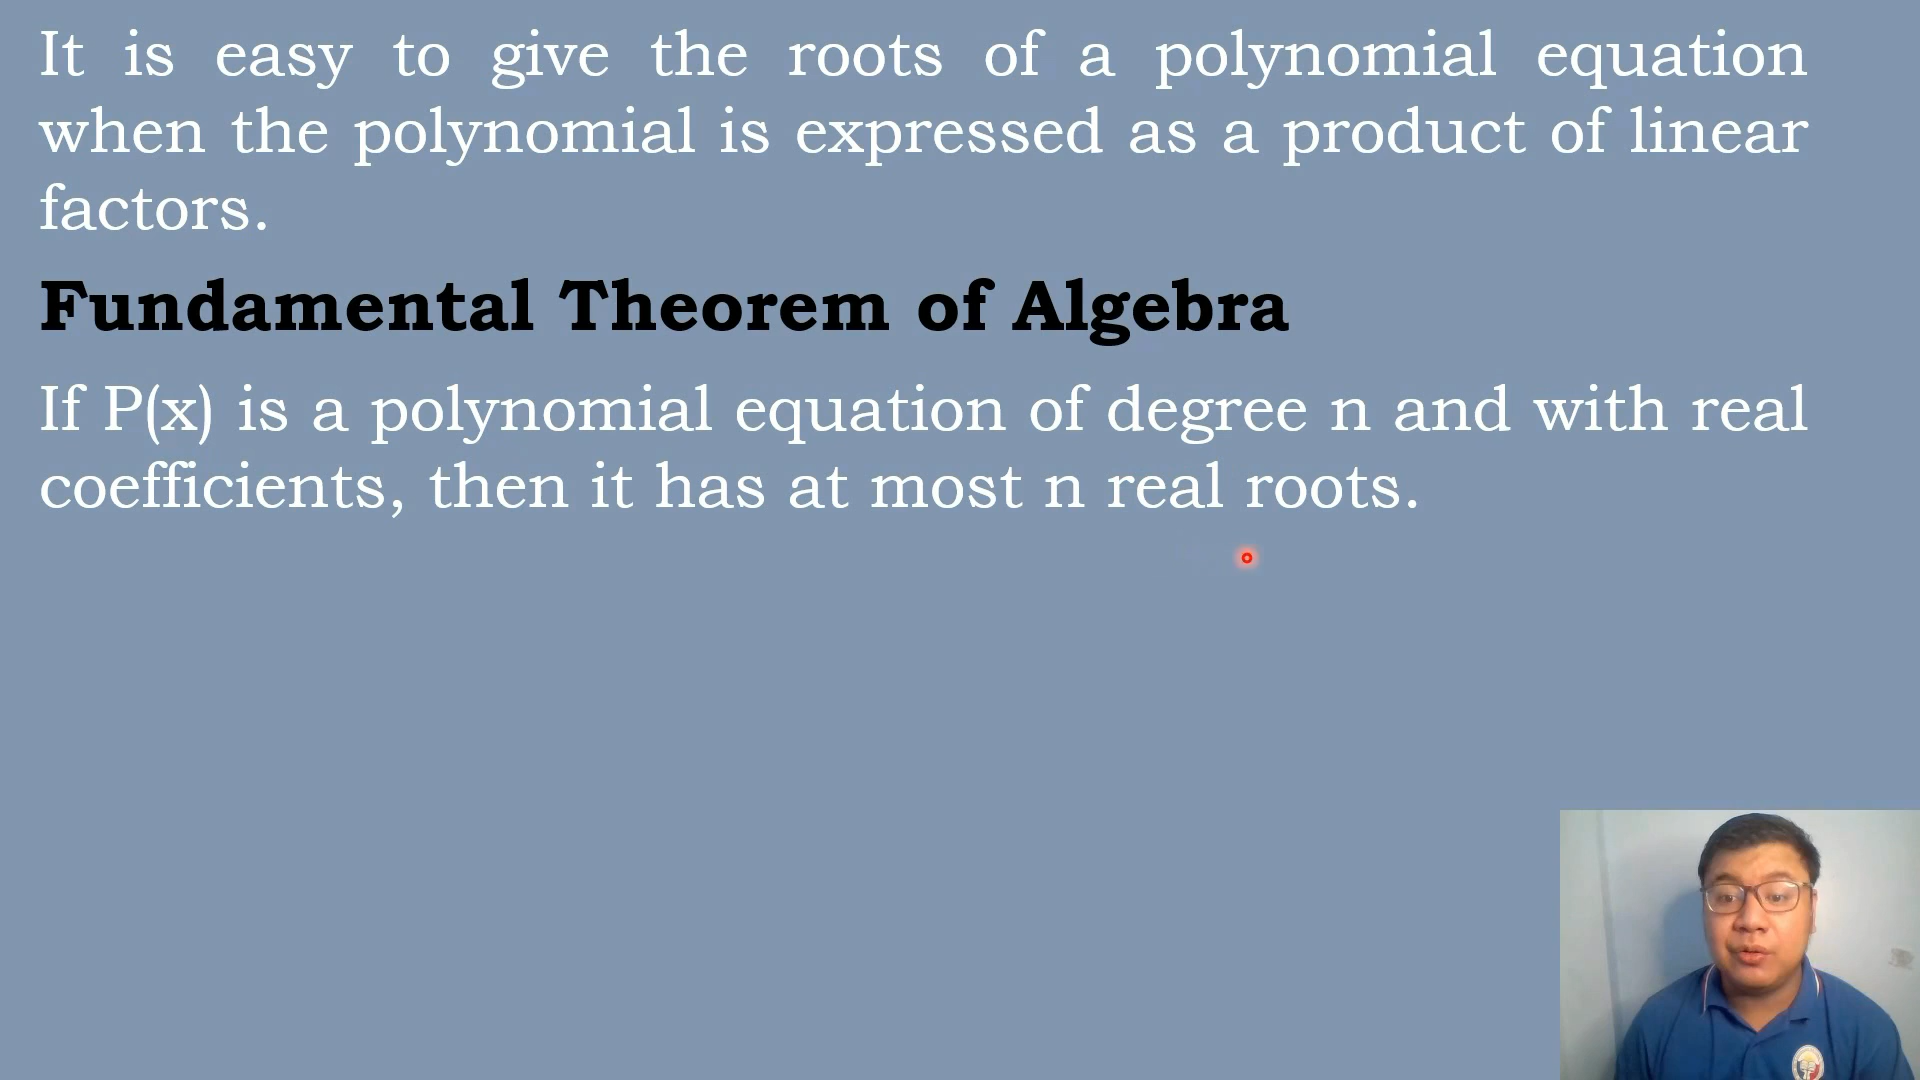 It is easy to give the roots of a polynomial equation
when the polynomial is expressed as a product of linear
factors.
Fundamental Theorem of Algebra
If P(x) is a polynomial equation of degree n and with real
coefficients, then it has at most n real roots.